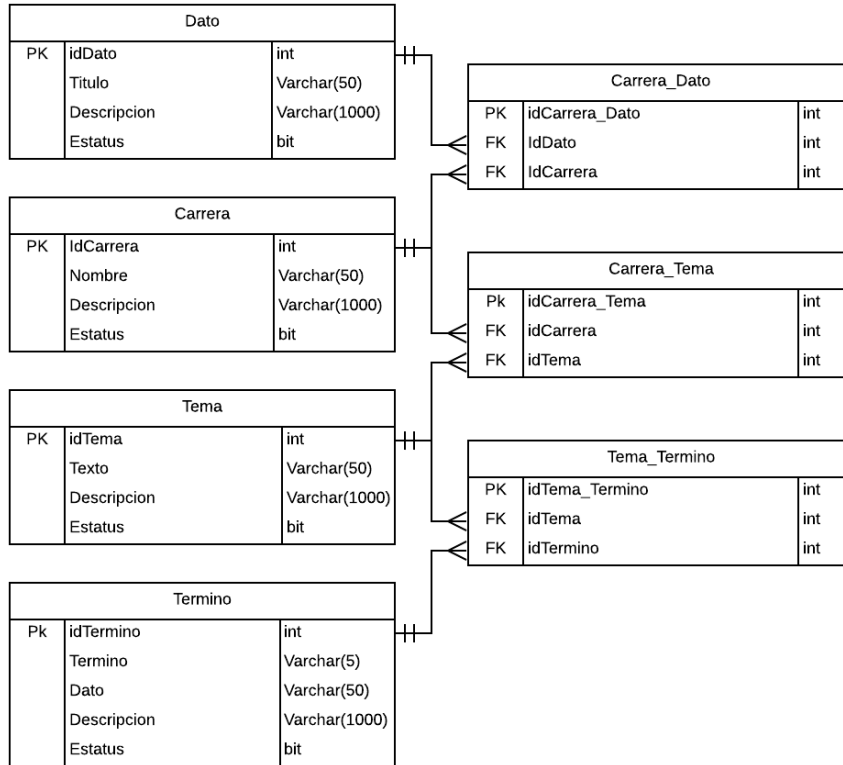 Dato
PK idDato int
Titulo Varchar(50)
Descripcion Varchar(1000)
Estatus bit
Carrera
PK IdCarrera int
Nombre Varchar(50)
Descripcion Varchar(1000)
Estatus bit
Tema
PK idTema int
Texto Varchar(50)
Descripcion Varchar(1000)
Estatus bit
Termino
Pk idTermino int
Termino Varchar(5)
Dato Varchar(50)
Descripcion Varchar(1000)
Estatus bit
Carrera_Dato
PK idCarrera_Dato int
FK IdDato int
FK IdCarrera int
Carrera_Tema
Pk idCarrera_Tema int
FK idCarrera int
FK idTema int
Tema_Termino
PK idTema_Termino int
FK idTema int
FK idTermino int